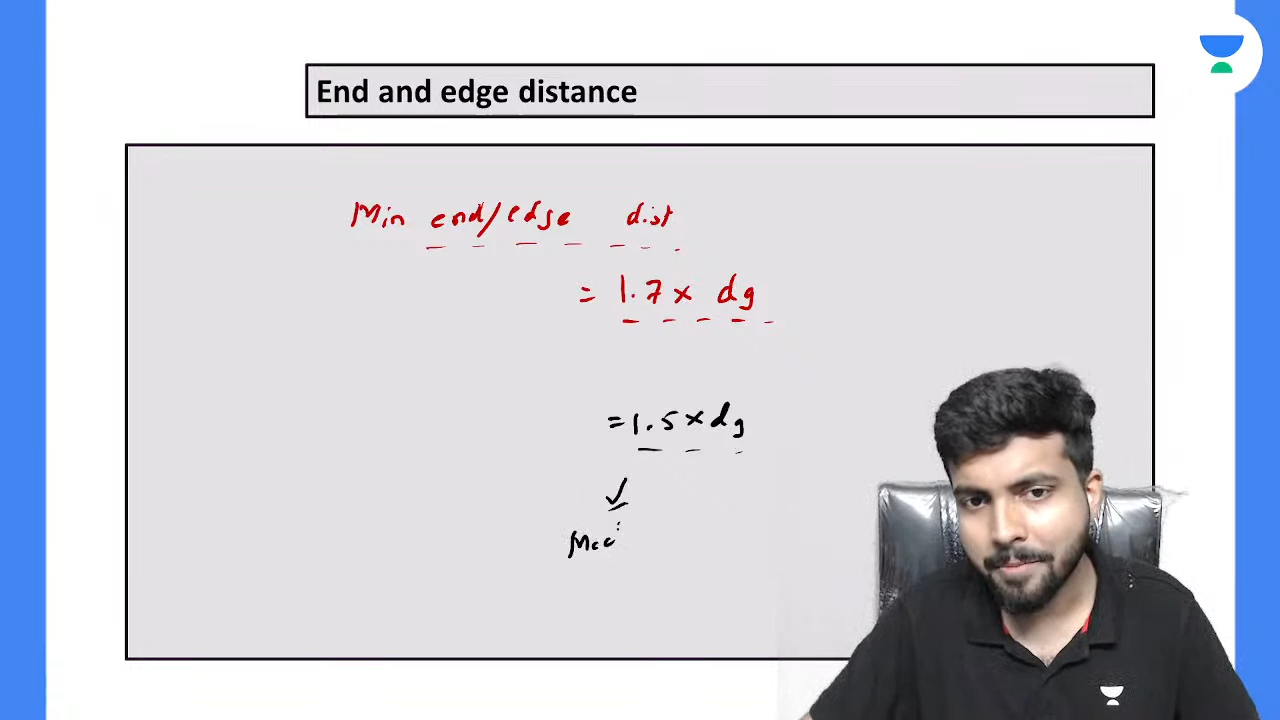 End and edge distance
Min end/edge dist
= 1.7 x dg
= 1.5 x dg